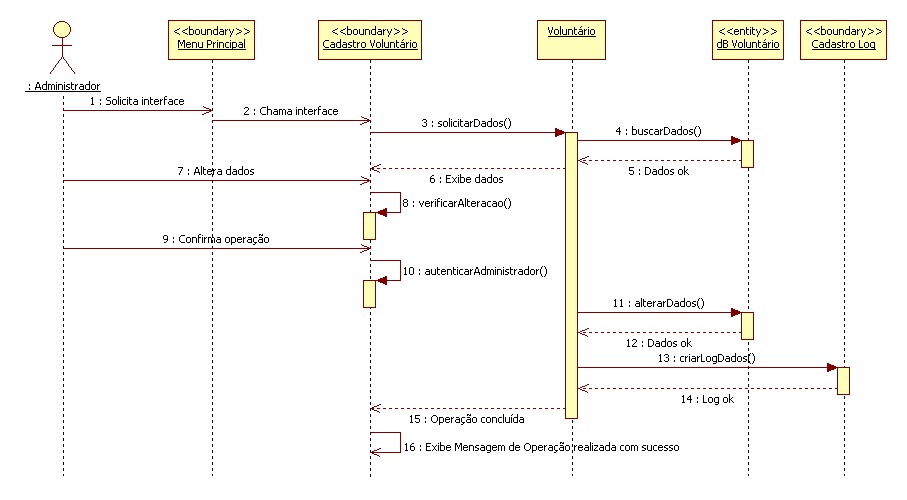 <<boundary>>
Menu Principal
<<boundary>>
Cadastro Voluntário
Voluntário
<<entity>>
dB Voluntário
<<boundary>>
Cadastro Log
: Administrador
1 : Solicita interface
2 : Chama interface
3 : solicitarDados()
4 : buscarDados()
5 : Dados ok
6 : Exibe dados
7 : Altera dados
8 : verificarAlteracao()
9 : Confirma operação
10 : autenticarAdministrador()
11 : alterarDados()
12 : Dados ok
13 : criarLogDados()
14 : Log ok
15 : Operação concluída
16 : Exibe Mensagem de Operação realizada com sucesso